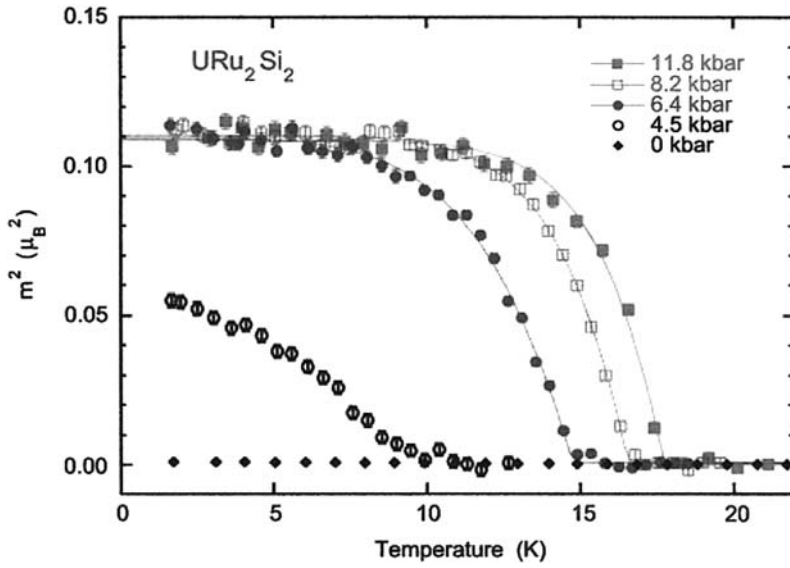 0.15
URu₂Si₂
11.8 kbar
8.2 kbar
6.4 kbar
4.5 kbar
0 kbar
0.10
m² (μ_B²)
0.05
0.00
0 5 10 15 20
Temperature (K)